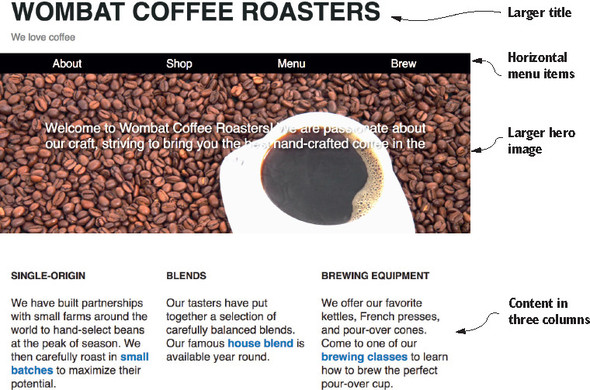 WOMBAT COFFEE ROASTERS
Larger title
We love coffee
About Shop Menu Brew
Horizontal
menu items
Welcome to Wombat Coffee Roasters! We are passionate about
our craft, striving to bring you the best hand-crafted coffee in the
Larger hero
image
SINGLE-ORIGIN
We have built partnerships
with small farms around the
world to hand-select beans
at the peak of season. We
then carefully roast in small
batches to maximize their
potential.
BLENDS
Our tasters have put
together a selection of
carefully balanced blends.
Our famous house blend is
available year round.
BREWING EQUIPMENT
We offer our favorite
kettles, French presses,
and pour-over cones.
Come to one of our
brewing classes to learn
how to brew the perfect
pour-over cup.
Content in
three columns